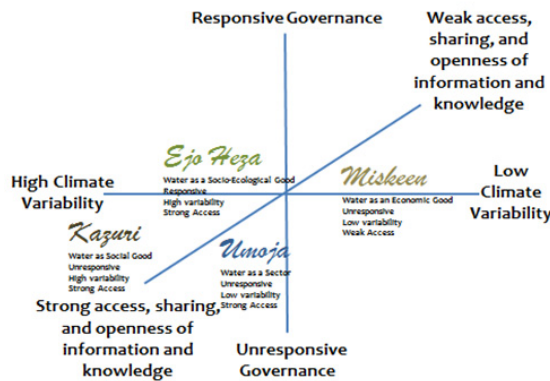 Responsive Governance
Weak access,
sharing, and
openness of
information and
knowledge
Ejo Heza
Water as a Socio-Ecological Good
Responsive
High variability
Strong Access
Miskeen
Water as an Economic Good
Unresponsive
Low variability
Weak Access
High Climate
Variability
Low
Climate
Variability
Kazuri
Water as Social Good
Unresponsive
High variability
Strong Access
Umoja
Water as a Sector
Unresponsive
Low variability
Strong Access
Strong access, sharing,
and openness of
information and
knowledge
Unresponsive
Governance